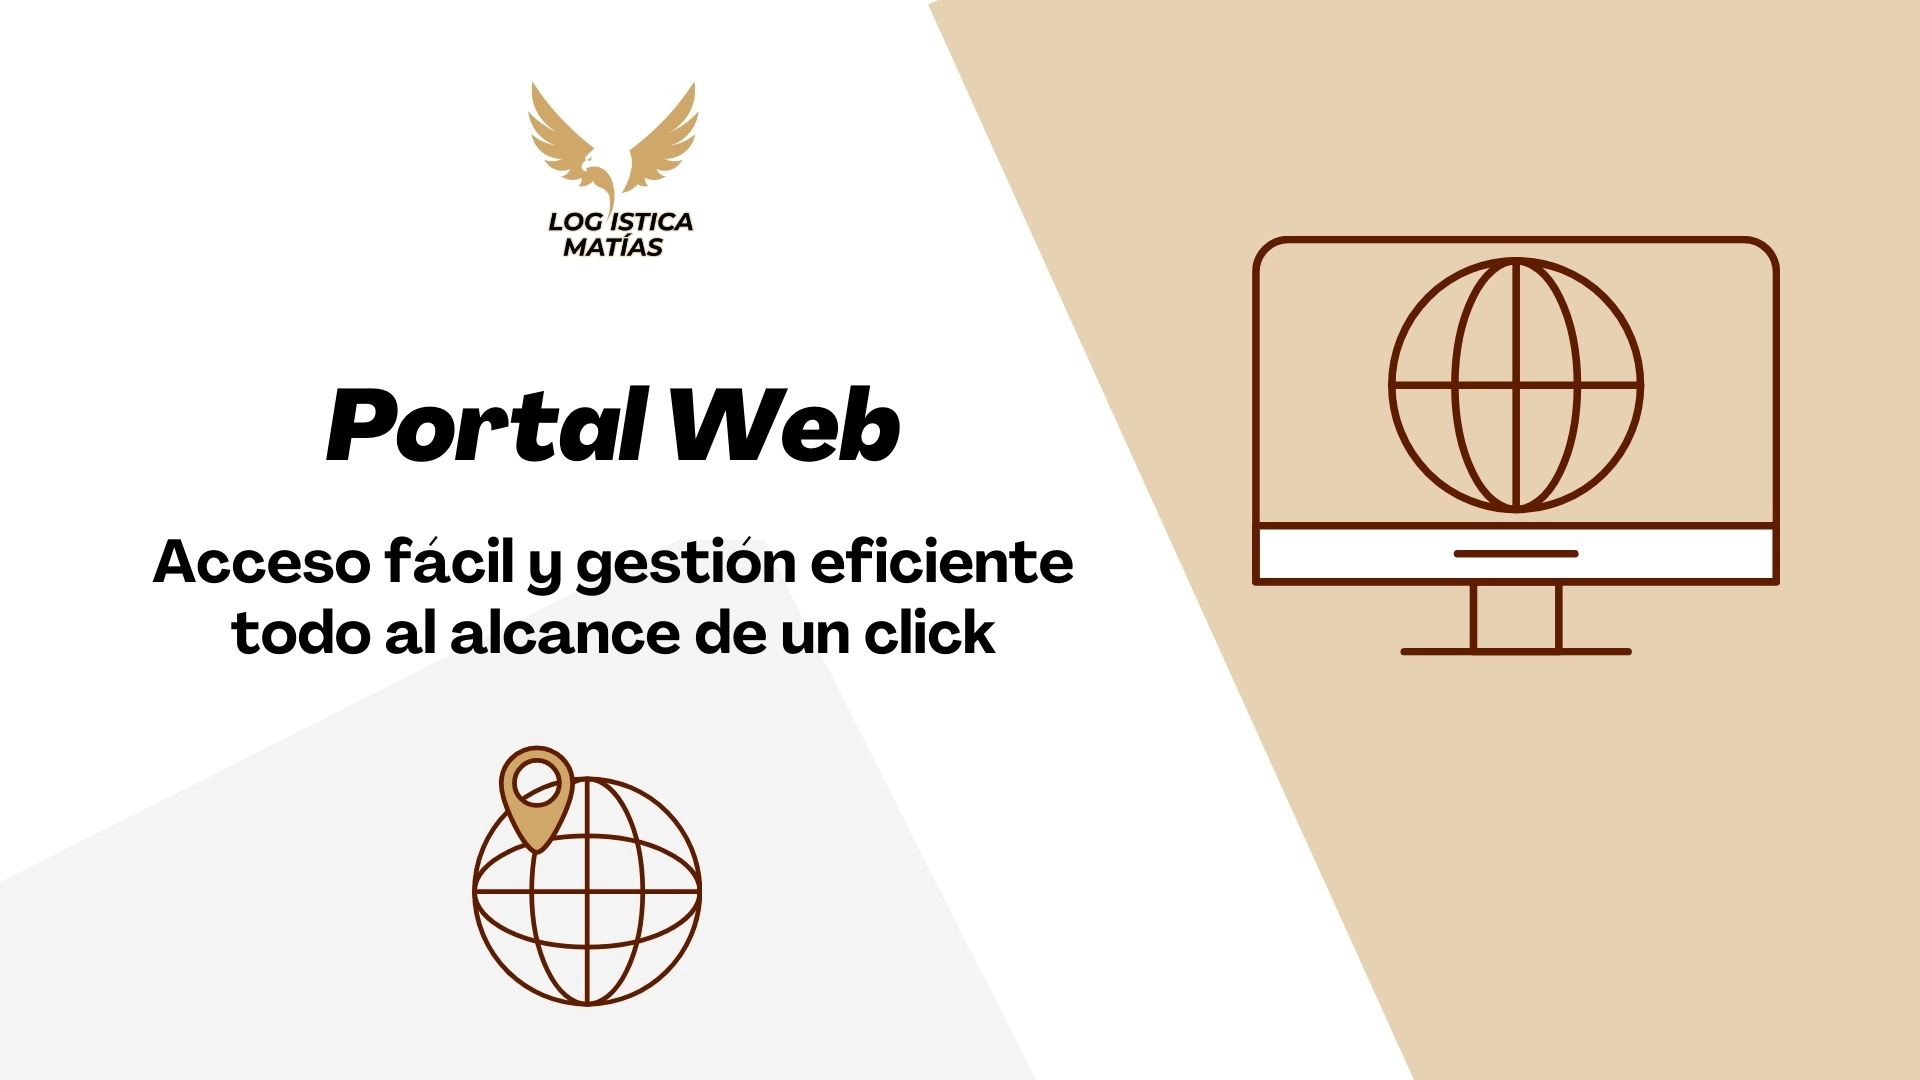 LOG ISTICA
MATÍAS
Portal Web
Acceso fácil y gestión eficiente
todo al alcance de un click